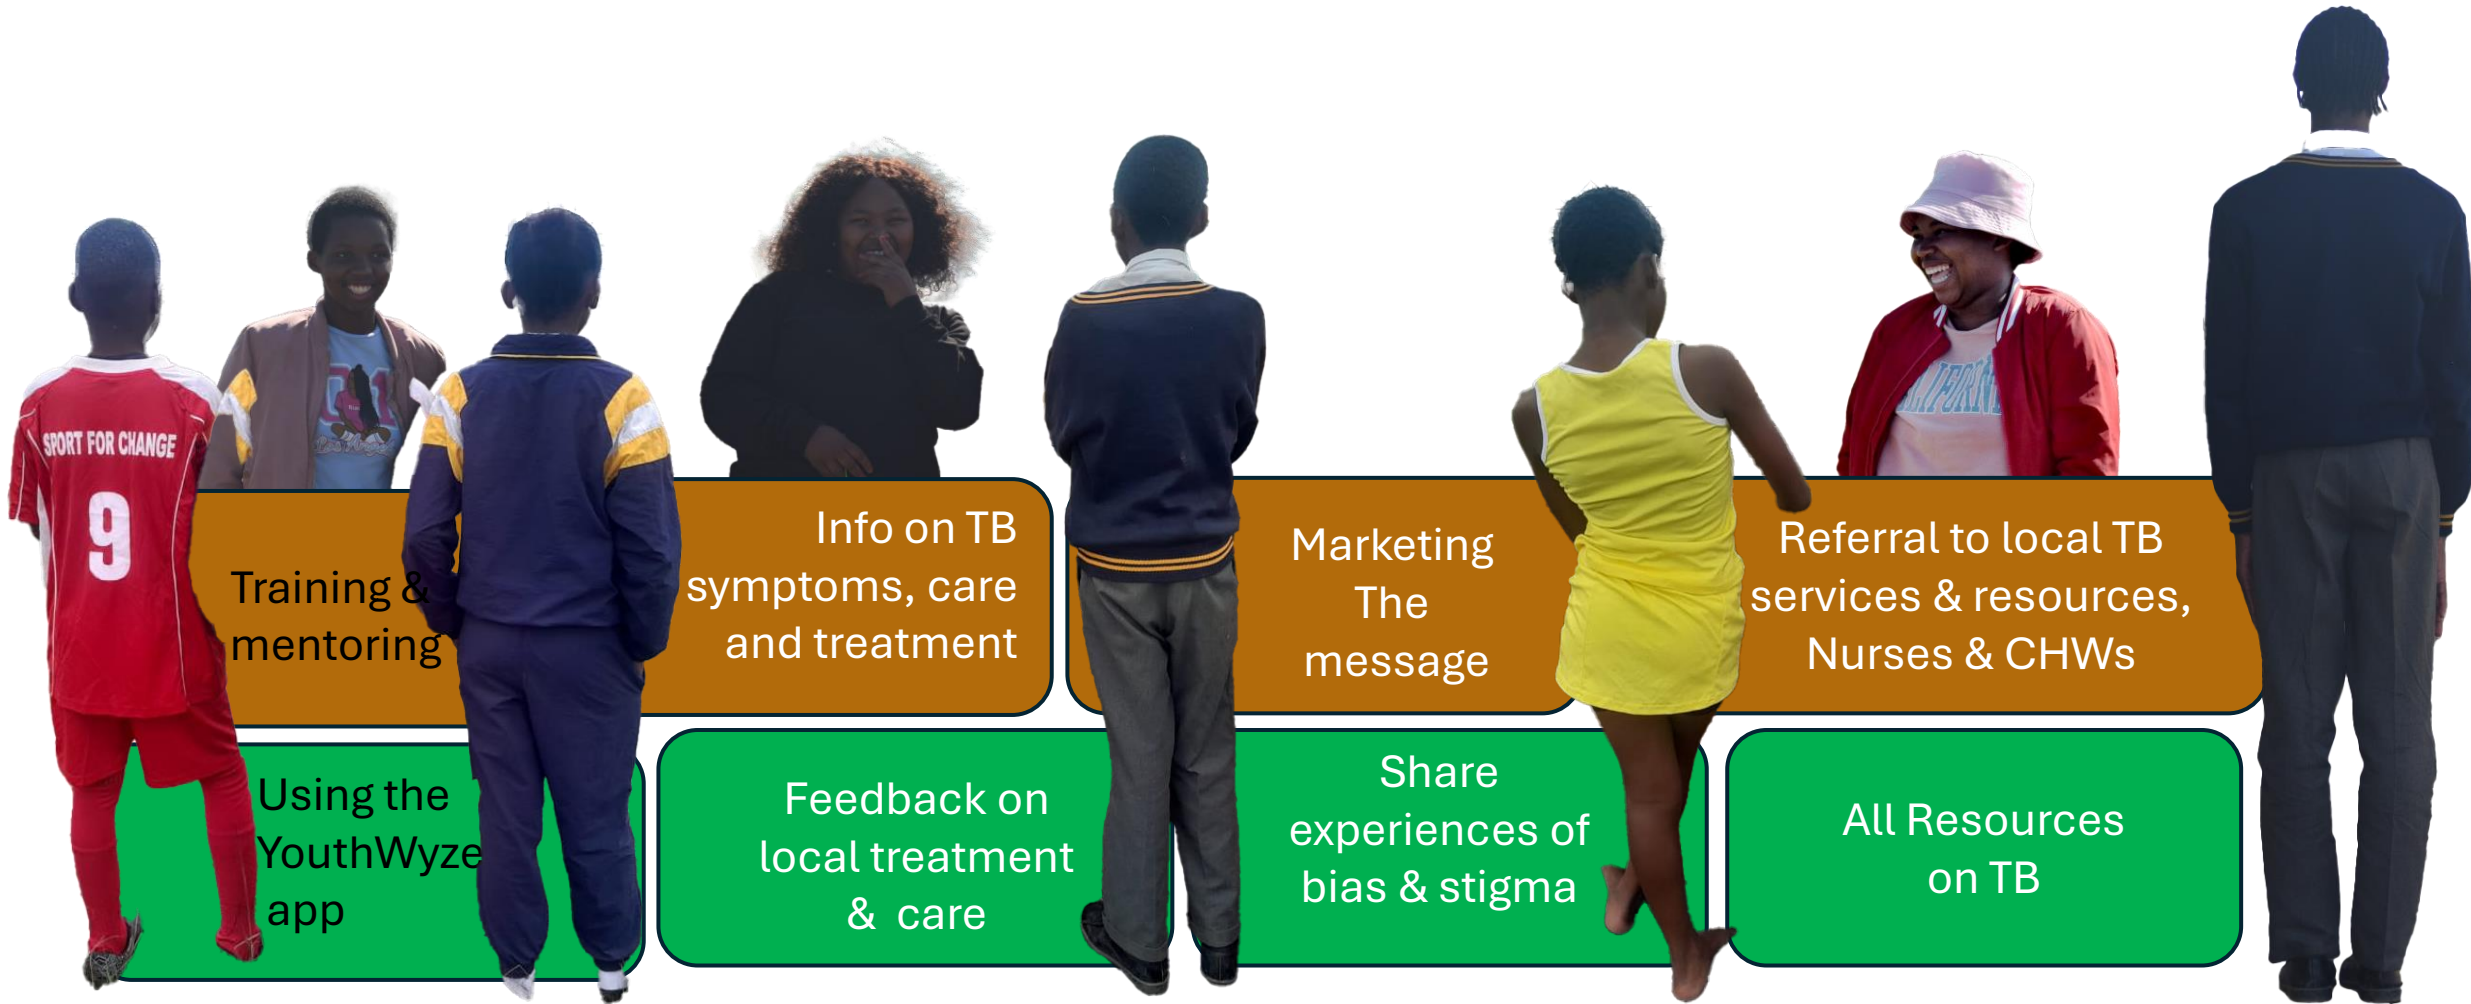 SPORT FOR CHANGE
9
Training &
mentoring
Info on TB
symptoms, care
and treatment
Marketing
The
message
Referral to local TB
services & resources,
Nurses & CHWs
Using the
YouthWyze
app
Feedback on
local treatment
& care
Share
experiences of
bias & stigma
All Resources
on TB